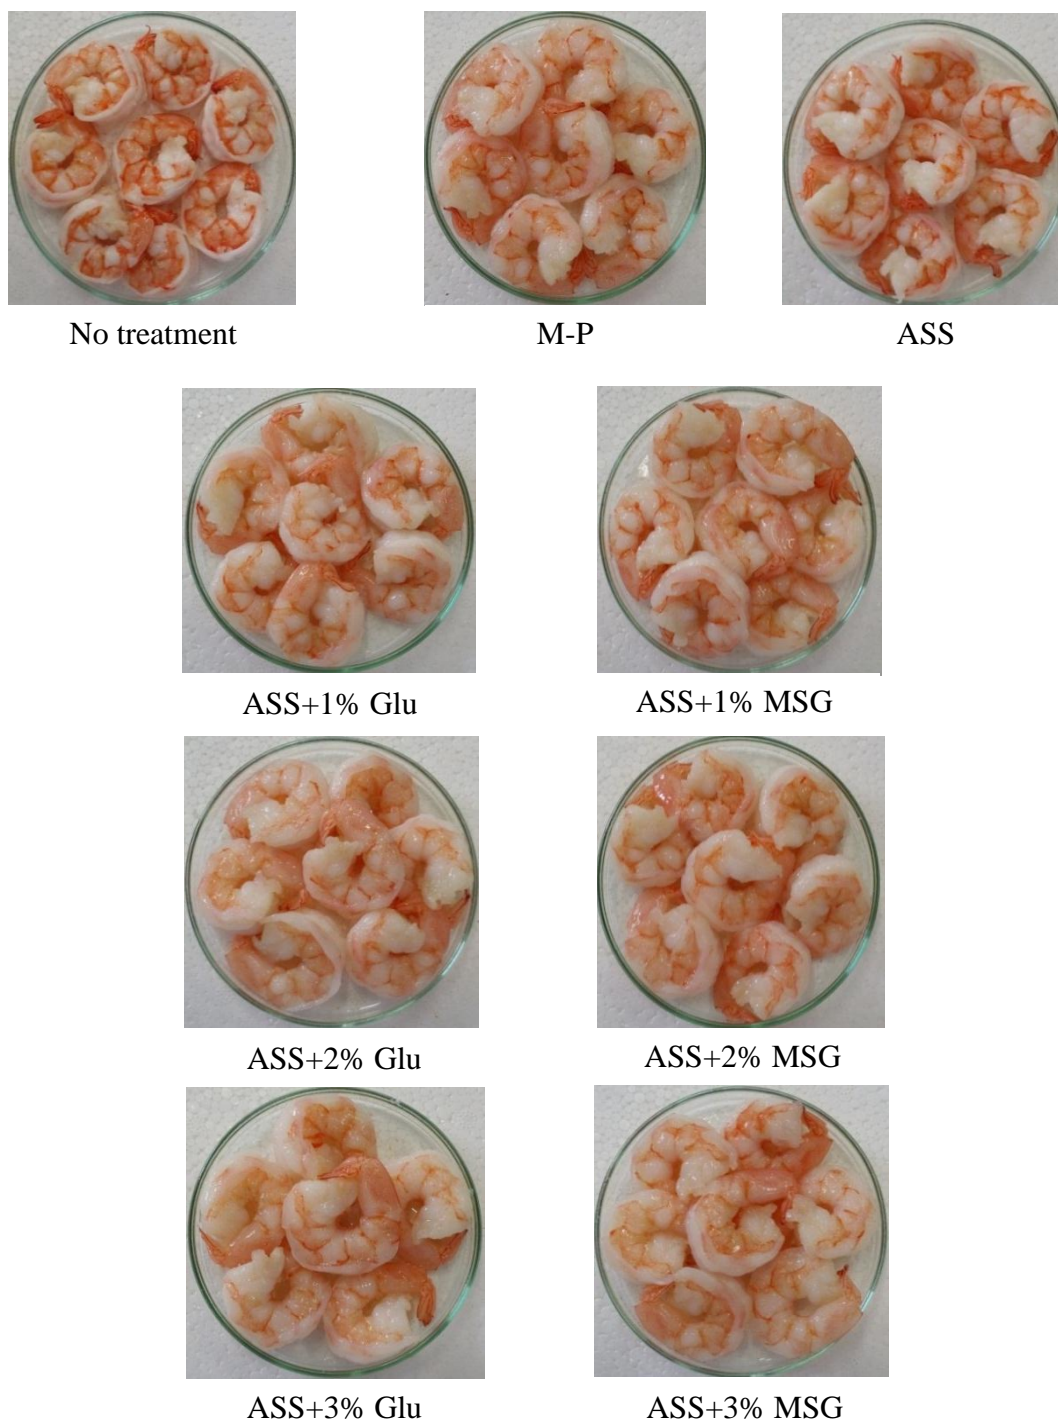 No treatment
M-P
ASS
ASS+1% Glu
ASS+1% MSG
ASS+2% Glu
ASS+2% MSG
ASS+3% Glu
ASS+3% MSG